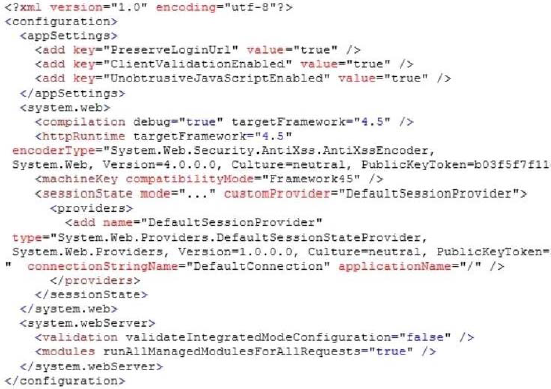 <?xml version="1.0" encoding="utf-8"?>
<configuration>
<appSettings>
<add key="PreserveLoginUrl" value="true" />
<add key="ClientValidationEnabled" value="true" />
<add key="UnobtrusiveJavaScriptEnabled" value="true" />
</appSettings>
<system.web>
<compilation debug="true" targetFramework="4.5" />
<httpRuntime targetFramework="4.5"
encoderType="System.Web.Security.AntiXss.AntiXssEncoder,
System.Web, Version=4.0.0.0, Culture=neutral, PublicKeyToken=b03f5f7f11
<machineKey compatibilityMode="Framework45" />
<sessionState mode="..." customProvider="DefaultSessionProvider">
<providers>
<add name="DefaultSessionProvider"
type="System.Web.Providers.DefaultSessionStateProvider,
System.Web.Providers, Version=1.0.0.0, Culture=neutral, PublicKeyToken=
" connectionStringName="DefaultConnection" applicationName="/" />
</providers>
</sessionState>
</system.web>
<system.webServer>
<validation validateIntegratedModeConfiguration="false" />
<modules runAllManagedModulesForAllRequests="true" />
</system.webServer>
</configuration>